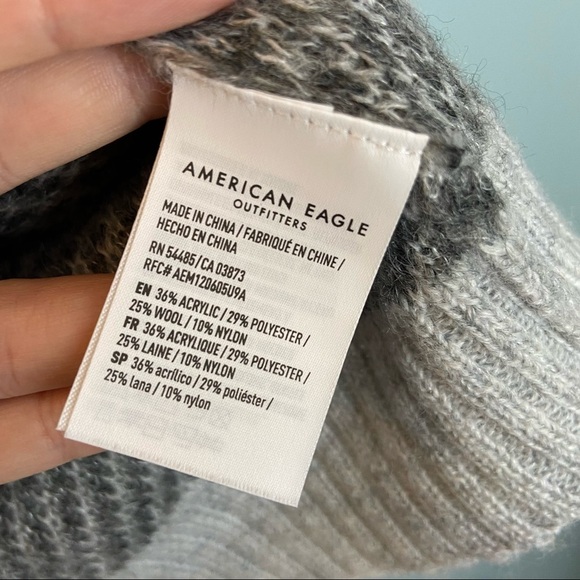 AMERICAN EAGLE
OUTFITTERS
MADE IN CHINA / FABRIQUÉ EN CHINE /
HECHO EN CHINA
RN 54485/CA 03873
RFC# AEM120605U9A
EN 36% ACRYLIC / 29% POLYESTER /
25% WOOL / 10% NYLON
FR 36% ACRYLIQUE / 29% POLYESTER /
25% LAINE / 10% NYLON
SP 36% acrílico / 29% poliéster /
25% lana / 10% nylon